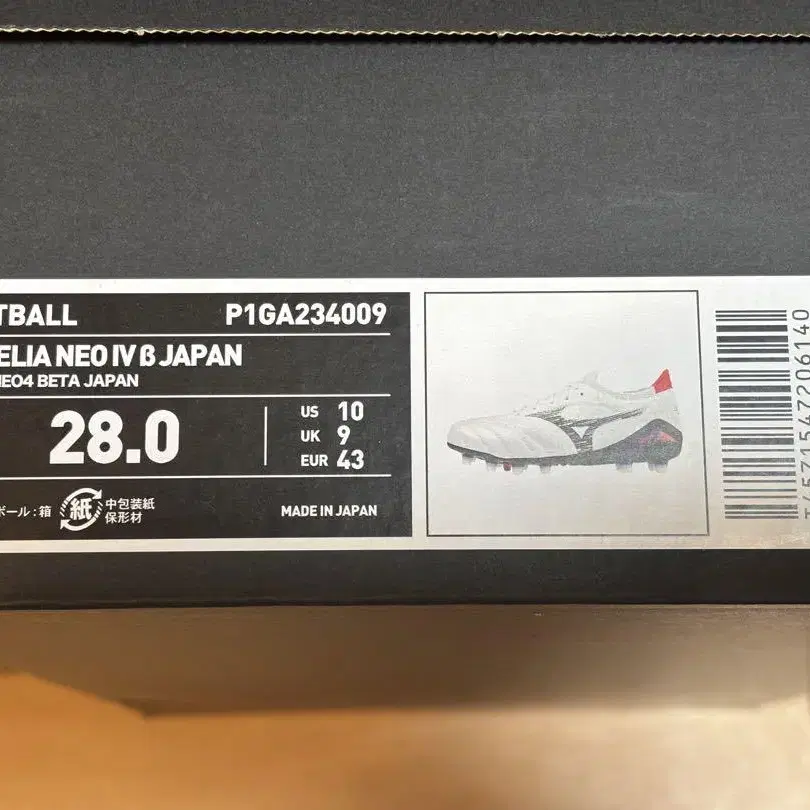 TBALL P1GA234009
ELIA NEO IV β JAPAN
NEO4 BETA JAPAN
28.0
US 10
UK 9
EUR 43
ボール：箱 紙 中包装紙
保形材
MADE IN JAPAN